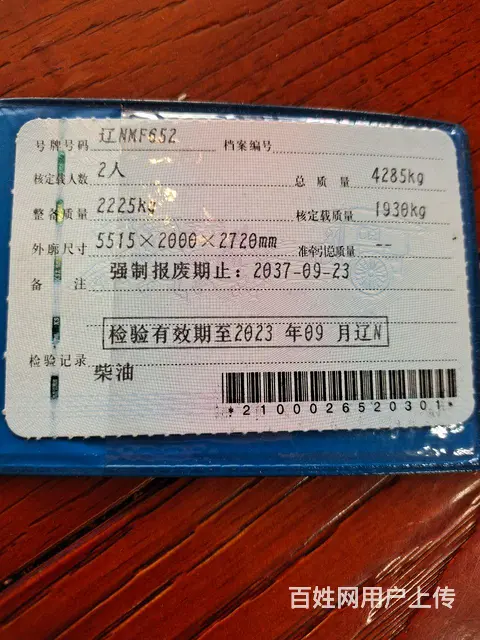 号牌号码 辽NMF652 档案编号
核定载人数 2人 总质量 4285kg
整备质量 2225kg 核定载质量 1930kg
外廓尺寸 5515×2000×2720mm 准牵引总质量 --
备注 强制报废期止：2037-09-23
检验有效期至2023 年09 月辽N
检验记录
柴油
*2100026520301*
百姓网用户上传